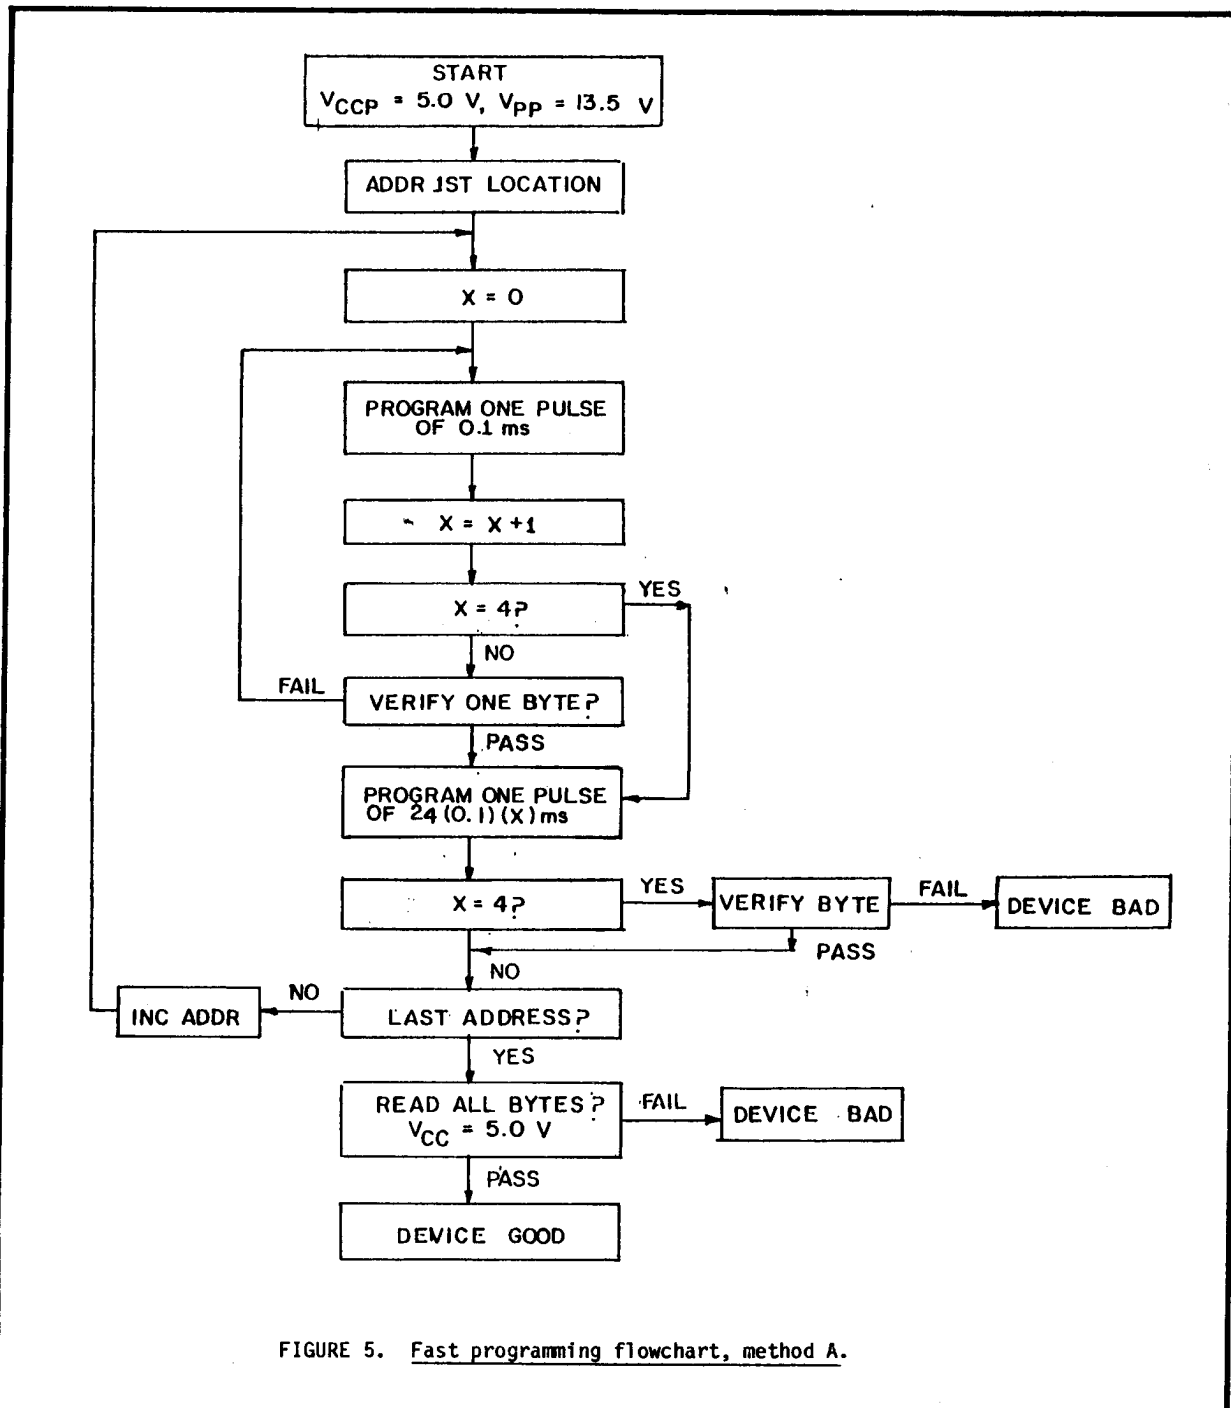 START
VCCP = 5.0 V, VPP = 13.5 V
ADDR 1ST LOCATION
X = 0
PROGRAM ONE PULSE
OF 0.1 ms
X = X+1
X = 4?
YES
NO
FAIL
VERIFY ONE BYTE?
PASS
PROGRAM ONE PULSE
OF 24(0.1)(X)ms
X = 4?
YES
VERIFY BYTE
FAIL
DEVICE BAD
PASS
NO
INC ADDR
NO
LAST ADDRESS?
YES
READ ALL BYTES?
VCC = 5.0 V
FAIL
DEVICE BAD
PASS
DEVICE GOOD
FIGURE 5. Fast programming flowchart, method A.